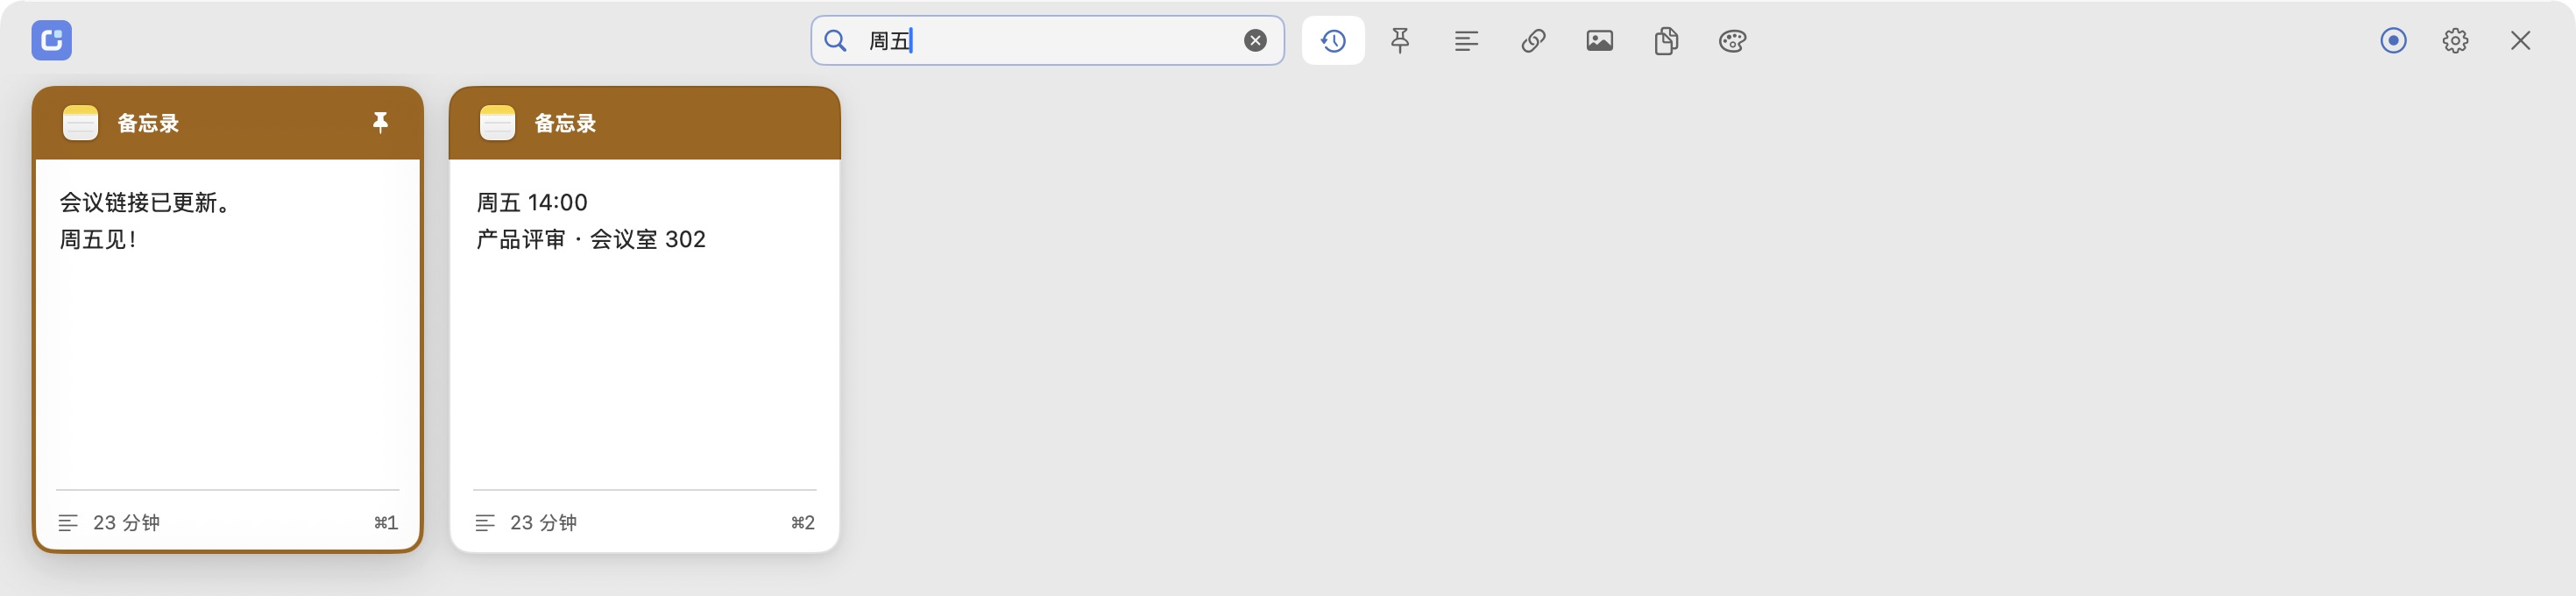 周五
备忘录
会议链接已更新。
周五见！
23 分钟
⌘1
备忘录
周五 14:00
产品评审 · 会议室 302
23 分钟
⌘2